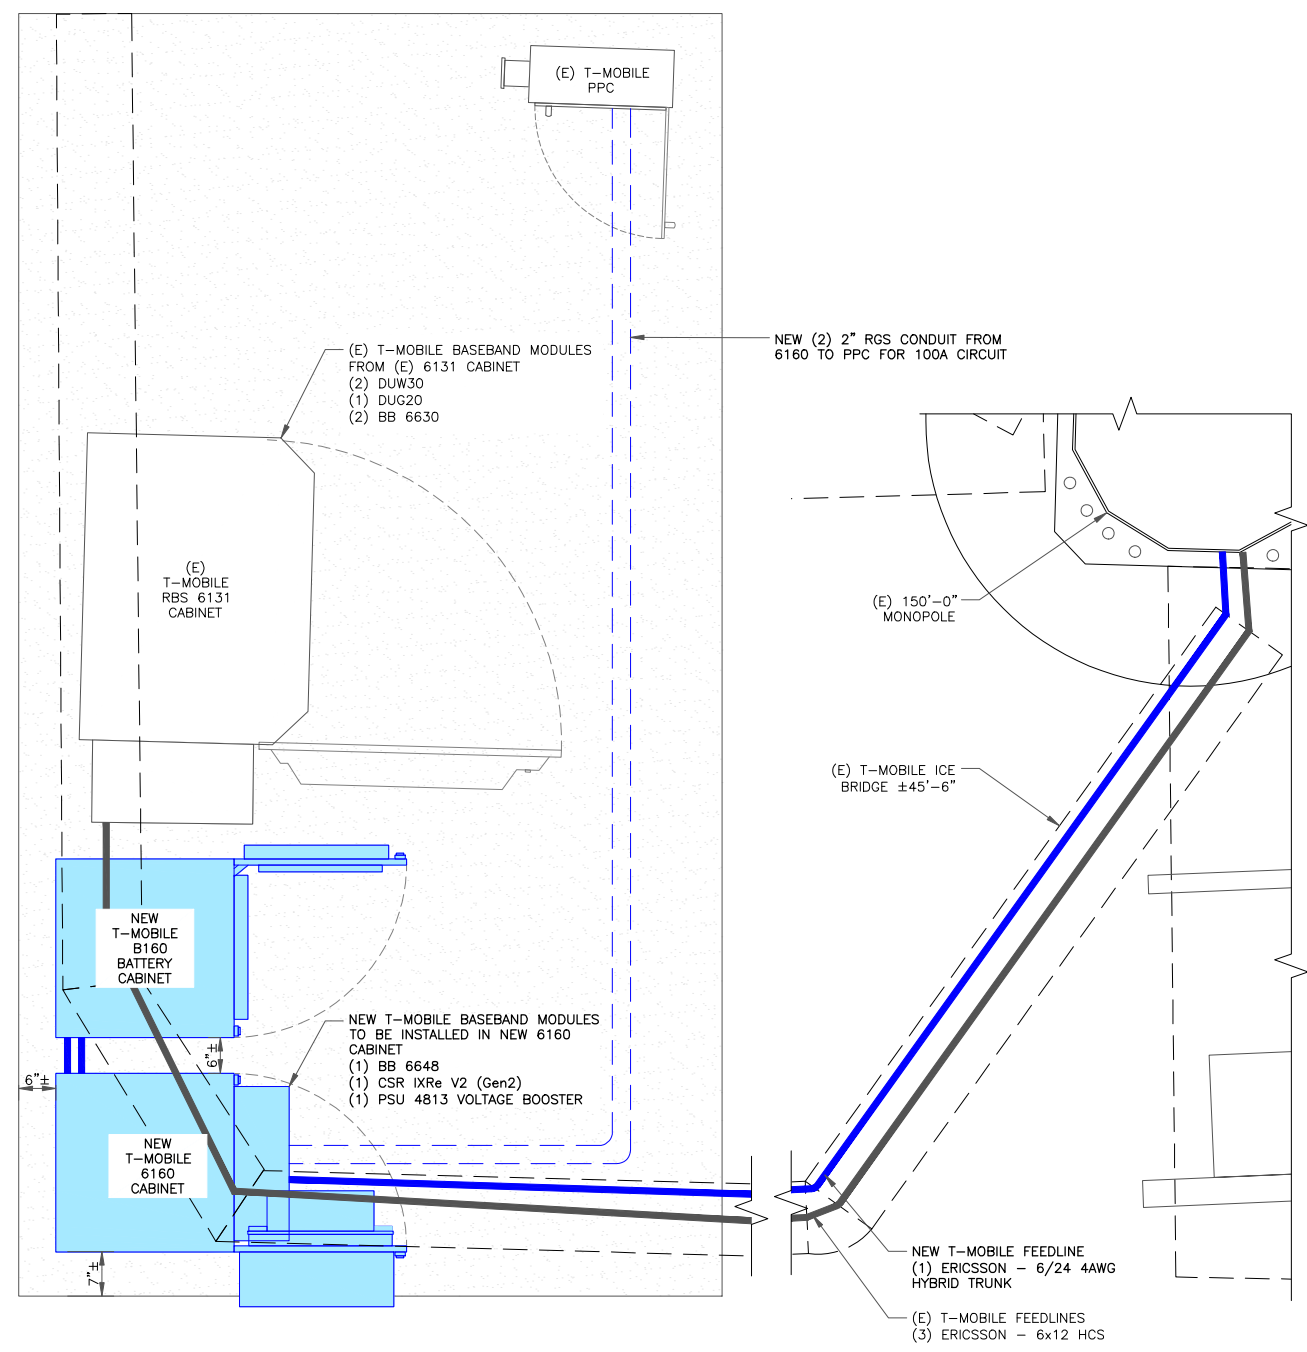 (E) T-MOBILE
PPC
NEW (2) 2" RGS CONDUIT FROM
6160 TO PPC FOR 100A CIRCUIT
(E) T-MOBILE BASEBAND MODULES
FROM (E) 6131 CABINET
(2) DUW30
(1) DUG20
(2) BB 6630
(E)
T-MOBILE
RBS 6131
CABINET
(E) 150'-0"
MONOPOLE
(E) T-MOBILE ICE
BRIDGE ±45'-6"
NEW
T-MOBILE
B160
BATTERY
CABINET
NEW T-MOBILE BASEBAND MODULES
TO BE INSTALLED IN NEW 6160
CABINET
(1) BB 6648
(1) CSR IXRe V2 (Gen2)
(1) PSU 4813 VOLTAGE BOOSTER
6"±
6"±
NEW
T-MOBILE
6160
CABINET
7"±
NEW T-MOBILE FEEDLINE
(1) ERICSSON - 6/24 4AWG
HYBRID TRUNK
(E) T-MOBILE FEEDLINES
(3) ERICSSON - 6x12 HCS